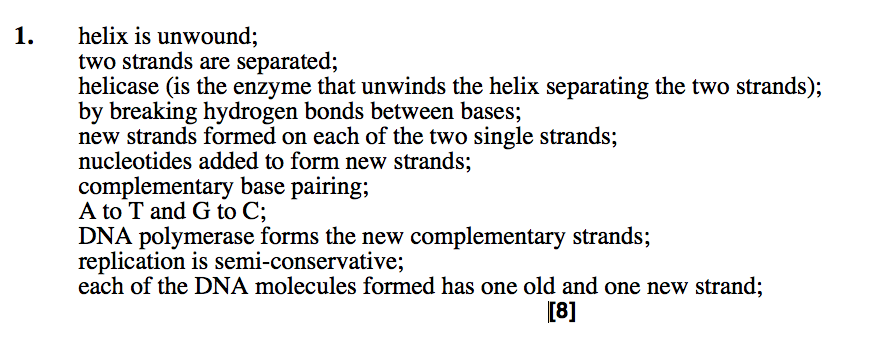 1. helix is unwound;
two strands are separated;
helicase (is the enzyme that unwinds the helix separating the two strands);
by breaking hydrogen bonds between bases;
new strands formed on each of the two single strands;
nucleotides added to form new strands;
complementary base pairing;
A to T and G to C;
DNA polymerase forms the new complementary strands;
replication is semi-conservative;
each of the DNA molecules formed has one old and one new strand;
[8]